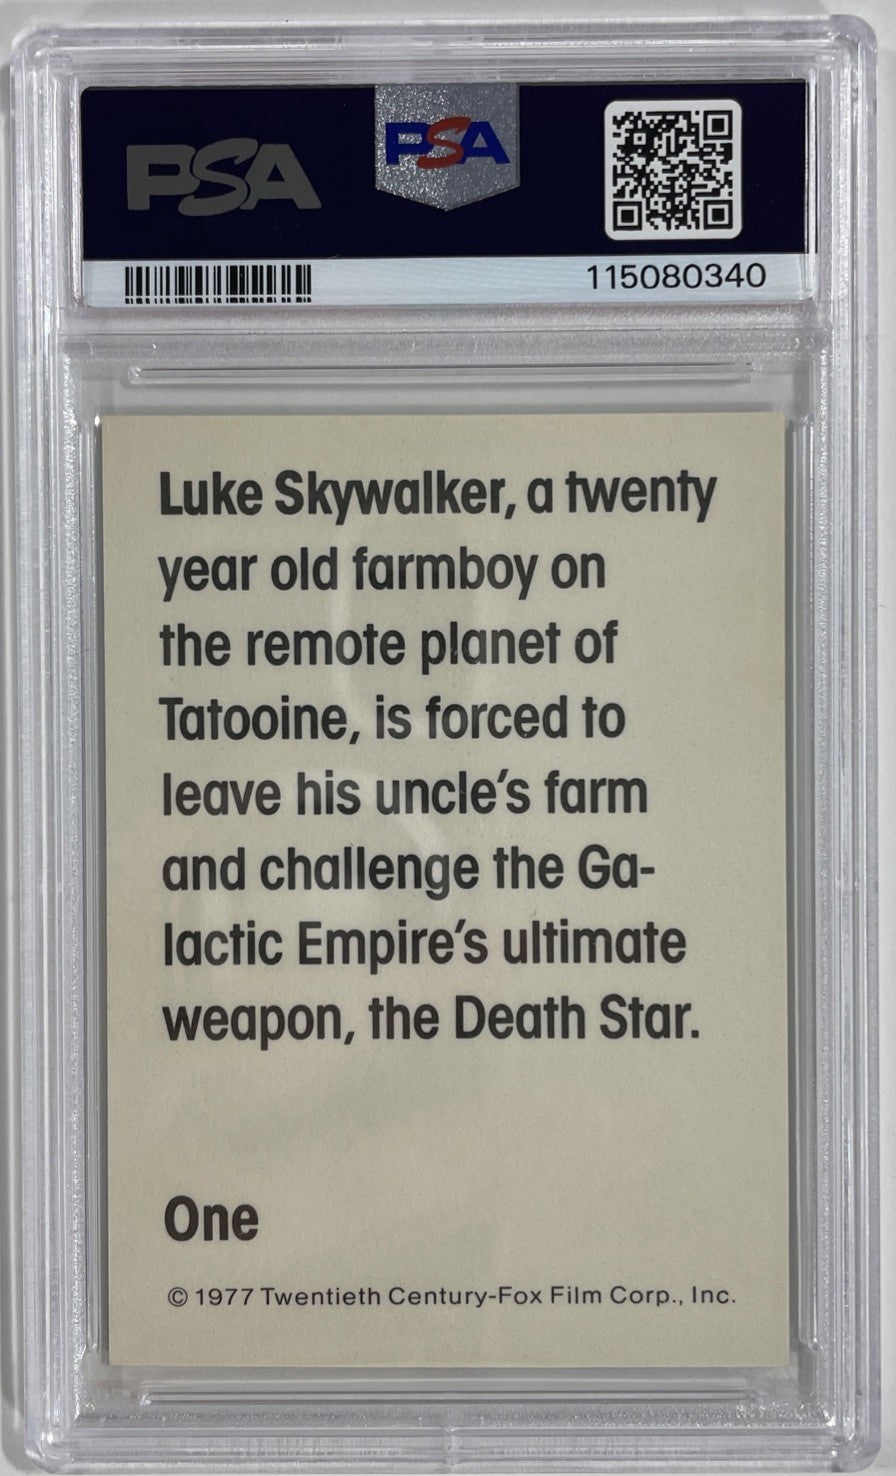 PSA PSA
115080340
Luke Skywalker, a twenty
year old farmboy on
the remote planet of
Tatooine, is forced to
leave his uncle's farm
and challenge the Ga-
lactic Empire's ultimate
weapon, the Death Star.
One
© 1977 Twentieth Century-Fox Film Corp., Inc.